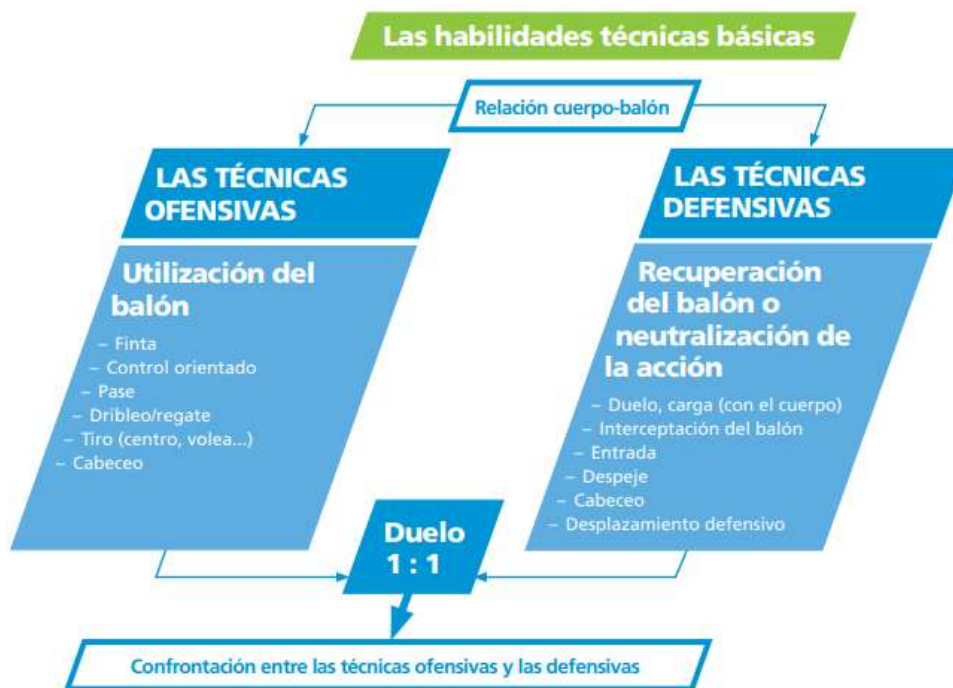 Las habilidades técnicas básicas
Relación cuerpo-balón
LAS TÉCNICAS
OFENSIVAS
Utilización del
balón
– Finta
– Control orientado
– Pase
– Dribleo/regate
– Tiro (centro, volea...)
– Cabeceo
LAS TÉCNICAS
DEFENSIVAS
Recuperación
del balón o
neutralización de
la acción
– Duelo, carga (con el cuerpo)
– Interceptación del balón
– Entrada
– Despeje
– Cabeceo
– Desplazamiento defensivo
Duelo
1 : 1
Confrontación entre las técnicas ofensivas y las defensivas